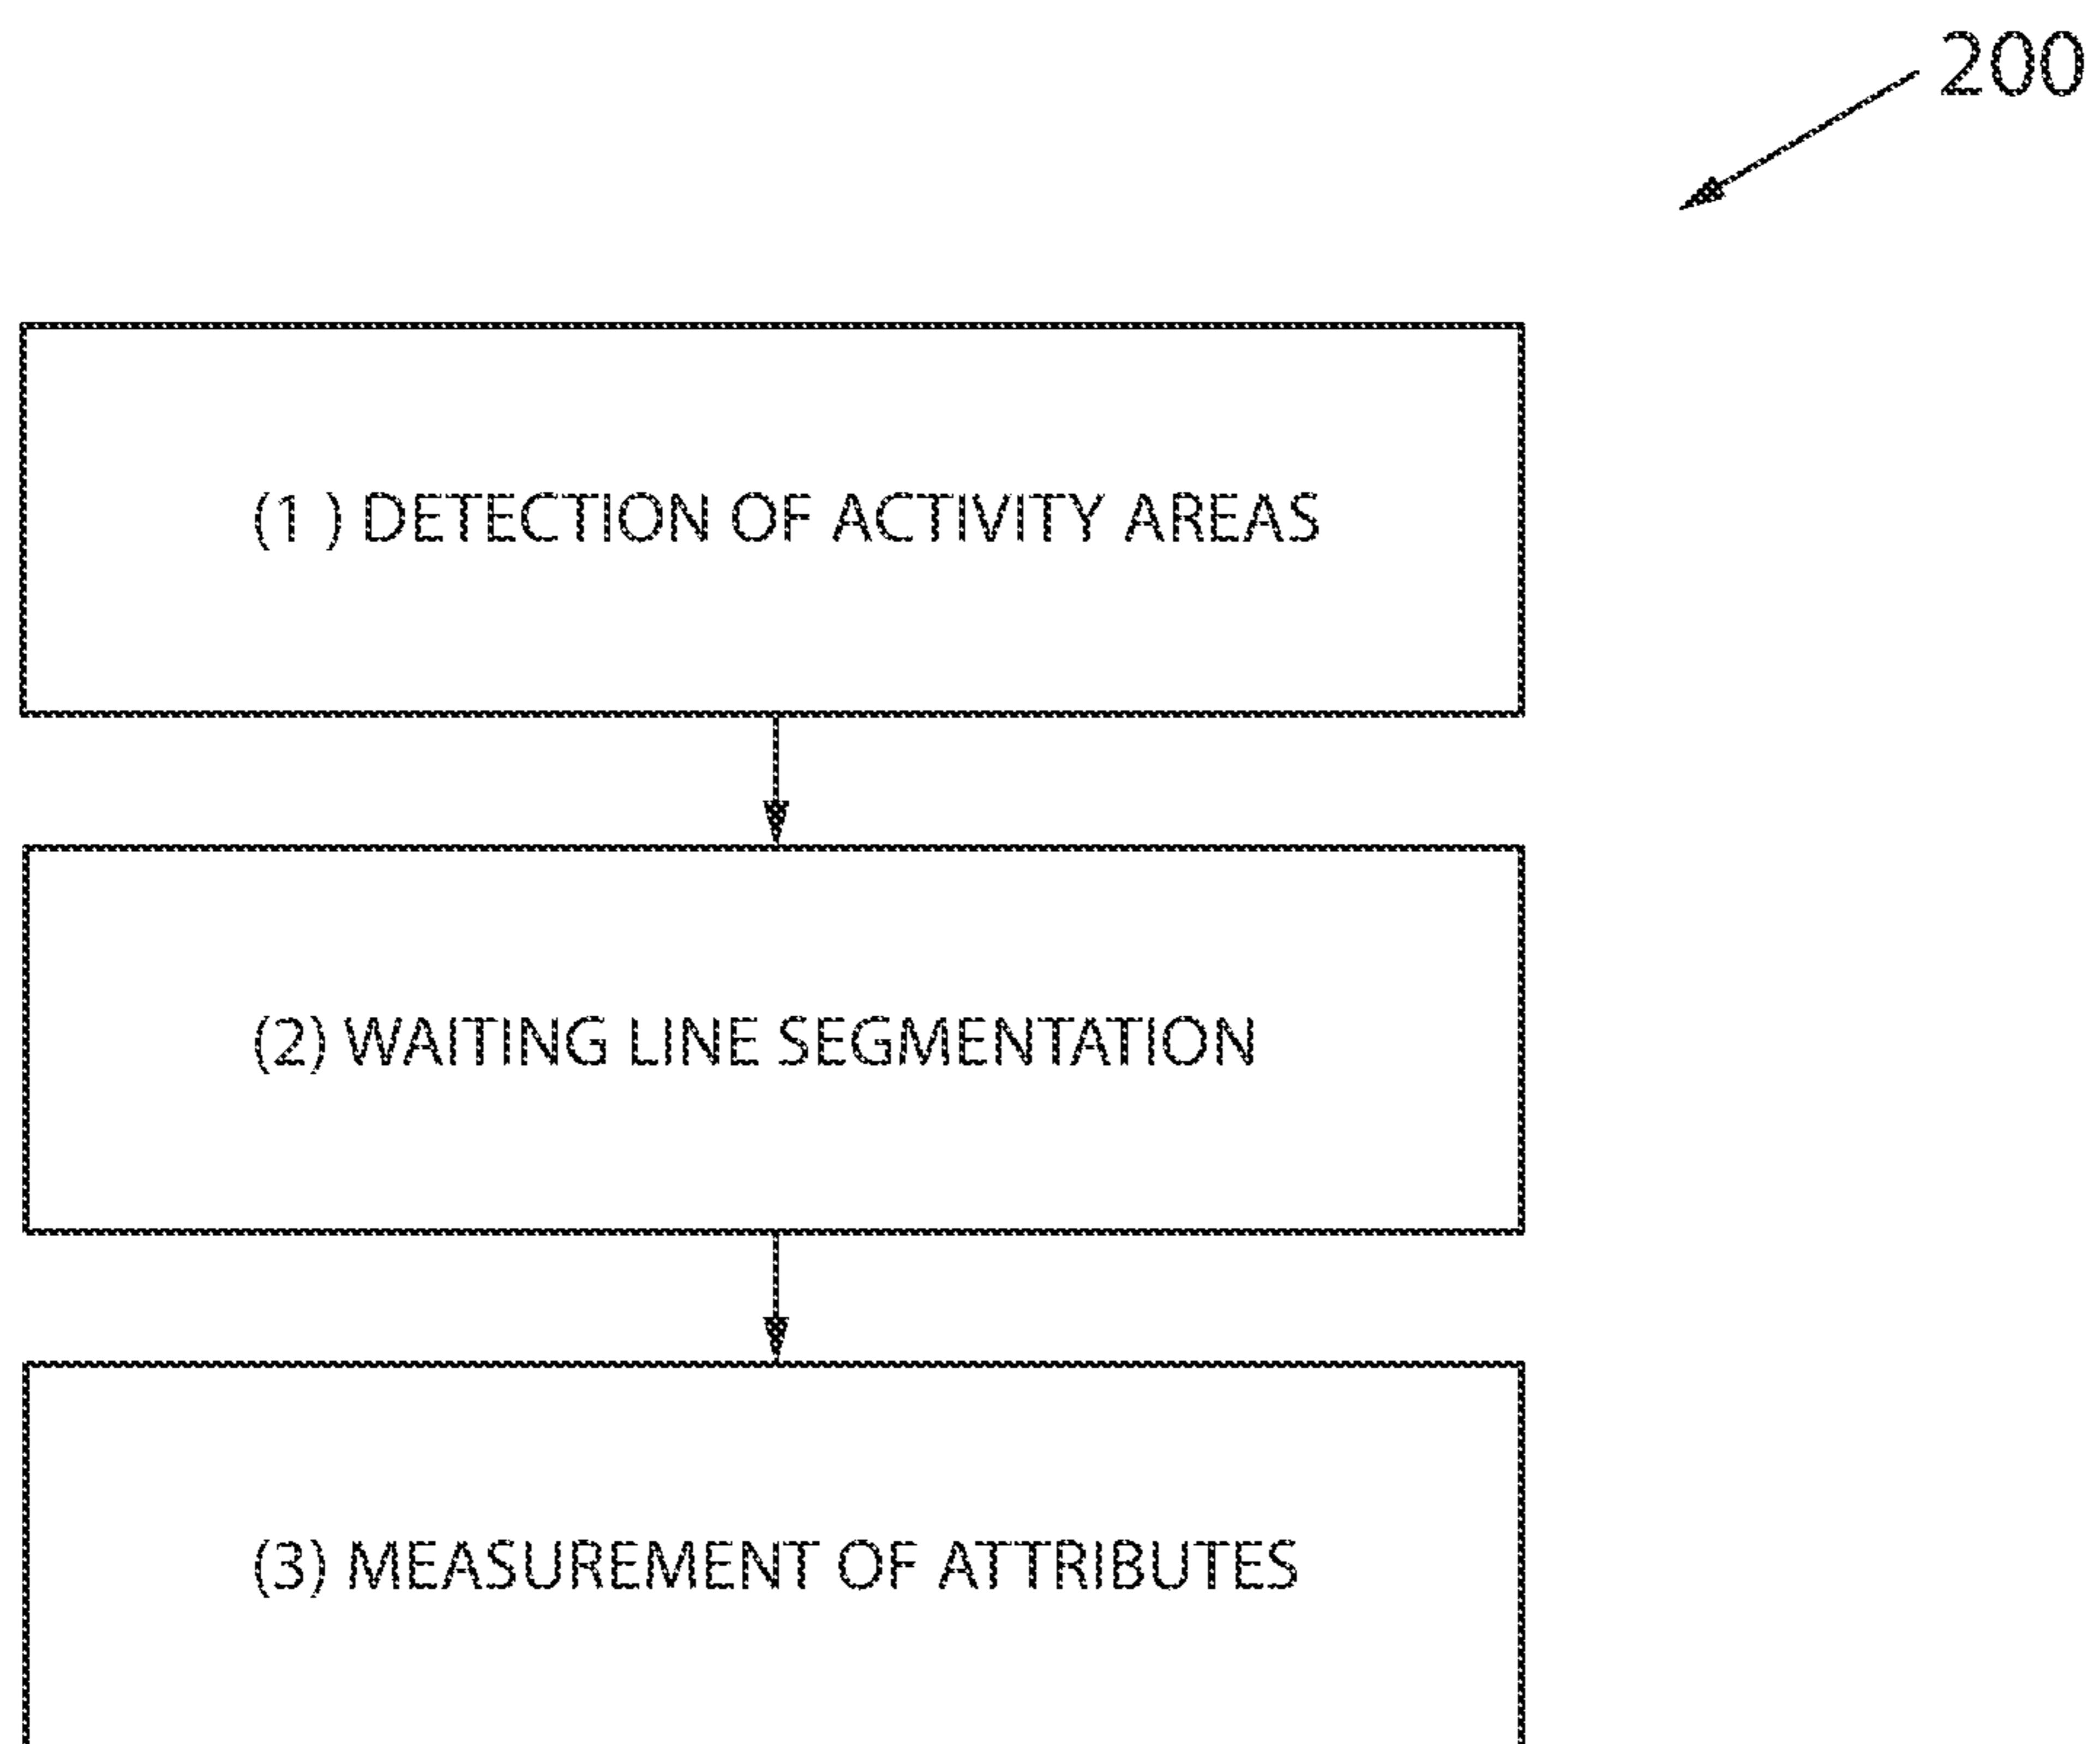 200
(1 ) DETECTION OF ACTIVITY AREAS
(2) WAITING LINE SEGMENTATION
(3) MEASUREMENT OF ATTRIBUTES